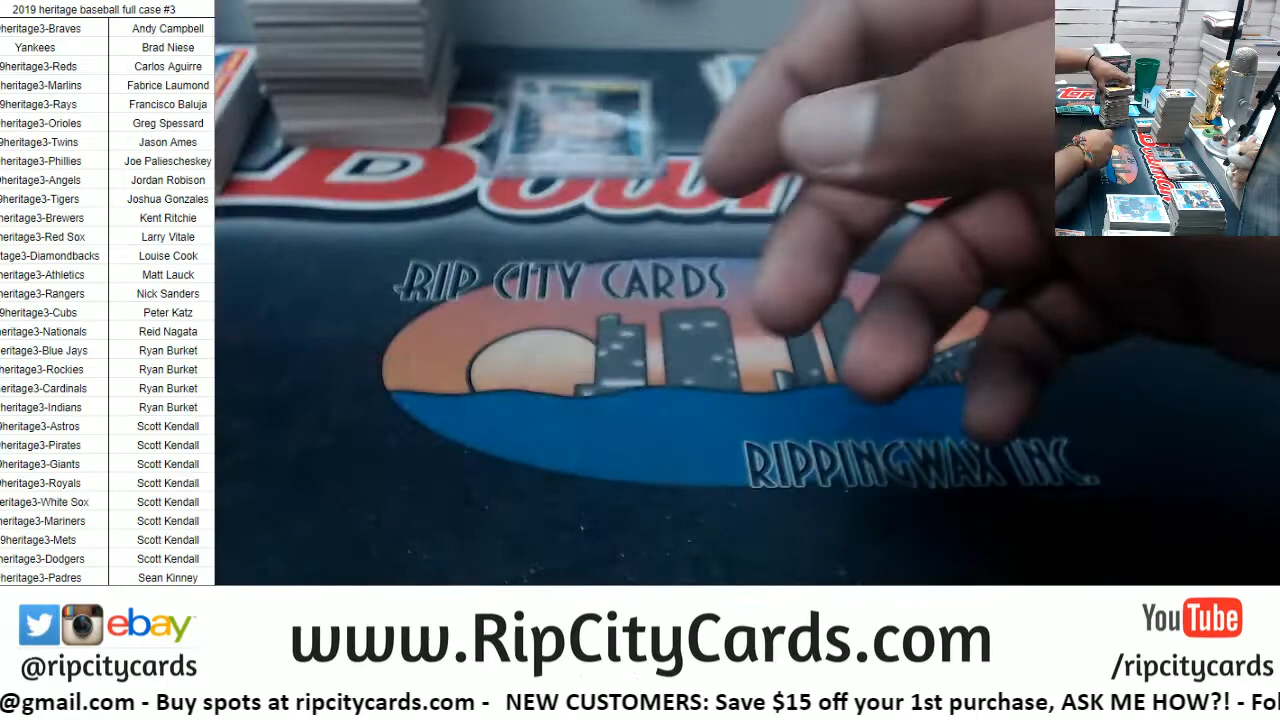 2019 heritage baseball full case #3
heritage3-Braves Andy Campbell
Yankees Brad Niese
9heritage3-Reds Carlos Aguirre
heritage3-Marlins Fabrice Laumond
9heritage3-Rays Francisco Baluja
heritage3-Orioles Greg Spessard
9heritage3-Twins Jason Ames
heritage3-Phillies Joe Paliescheskey
heritage3-Angels Jordan Robison
9heritage3-Tigers Joshua Gonzales
heritage3-Brewers Kent Ritchie
heritage3-Red Sox Larry Vitale
tage3-Diamondbacks Louise Cook
heritage3-Athletics Matt Lauck
heritage3-Rangers Nick Sanders
9heritage3-Cubs Peter Katz
heritage3-Nationals Reid Nagata
eritage3-Blue Jays Ryan Burket
heritage3-Rockies Ryan Burket
eritage3-Cardinals Ryan Burket
heritage3-Indians Ryan Burket
heritage3-Astros Scott Kendall
heritage3-Pirates Scott Kendall
heritage3-Giants Scott Kendall
heritage3-Royals Scott Kendall
eritage3-White Sox Scott Kendall
heritage3-Mariners Scott Kendall
9heritage3-Mets Scott Kendall
heritage3-Dodgers Scott Kendall
heritage3-Padres Sean Kinney
RIP CITY CARDS
RIPPINGWAX INC.
Topps
Bowman
ebay
@ripcitycards
www.RipCityCards.com
YouTube
/ripcitycards
@gmail.com - Buy spots at ripcitycards.com - NEW CUSTOMERS: Save $15 off your 1st purchase, ASK ME HOW?! - Fol